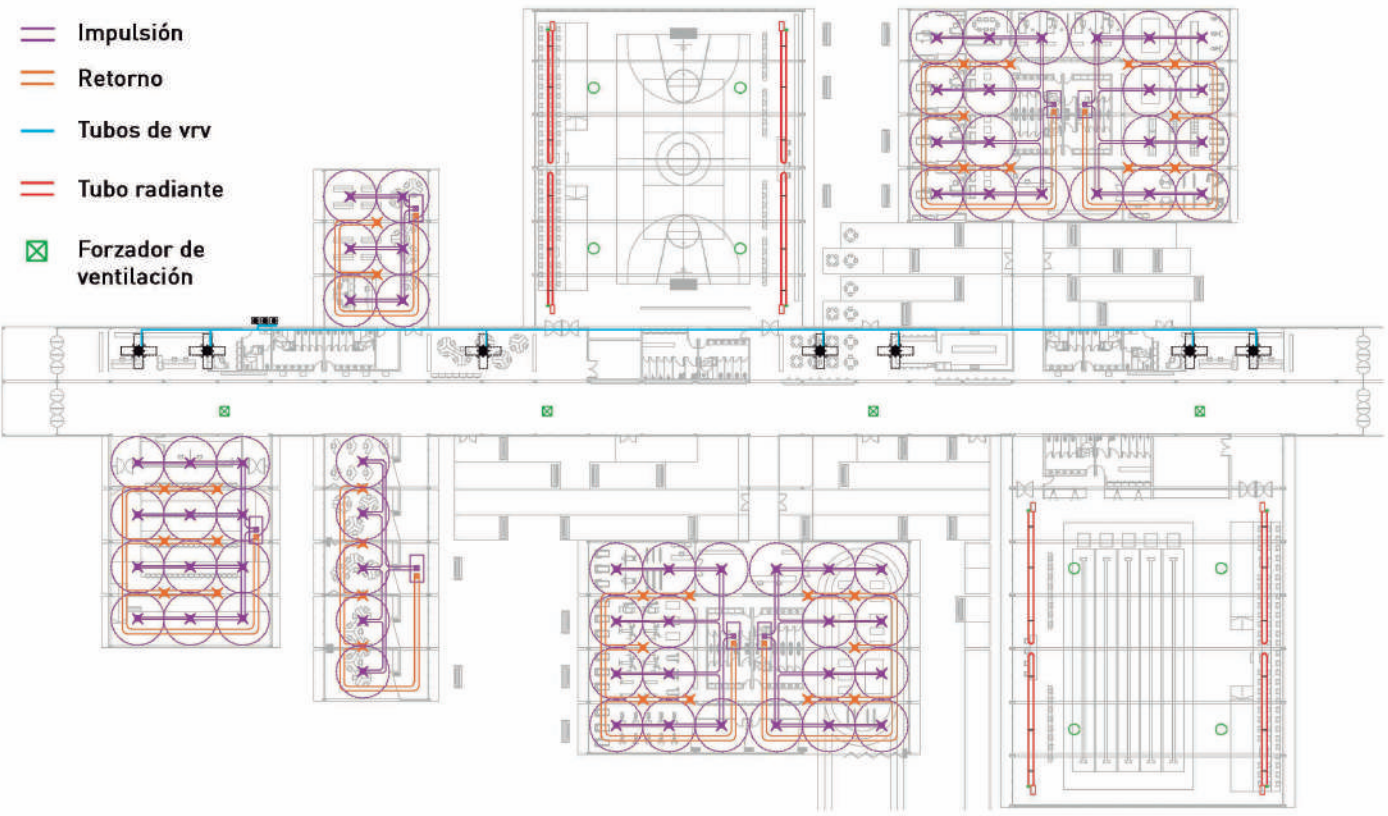 Impulsión
Retorno
Tubos de vrv
Tubo radiante
Forzador de
ventilación